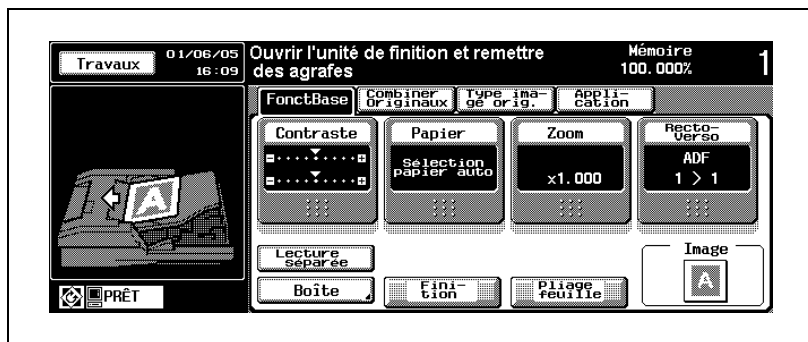 Travaux
01/06/05
16:09
Ouvrir l'unité de finition et remettre
des agrafes
Mémoire
100.000%
1
FonctBase
Combiner
Originaux
Type ima-
ge orig.
Appli-
cation
Contraste
Papier
Sélection
papier auto
Zoom
x1.000
Recto-
Verso
ADF
1 > 1
A
Lecture
séparée
Boîte
Fini-
tion
Pliage
feuille
Image
A
PRÊT